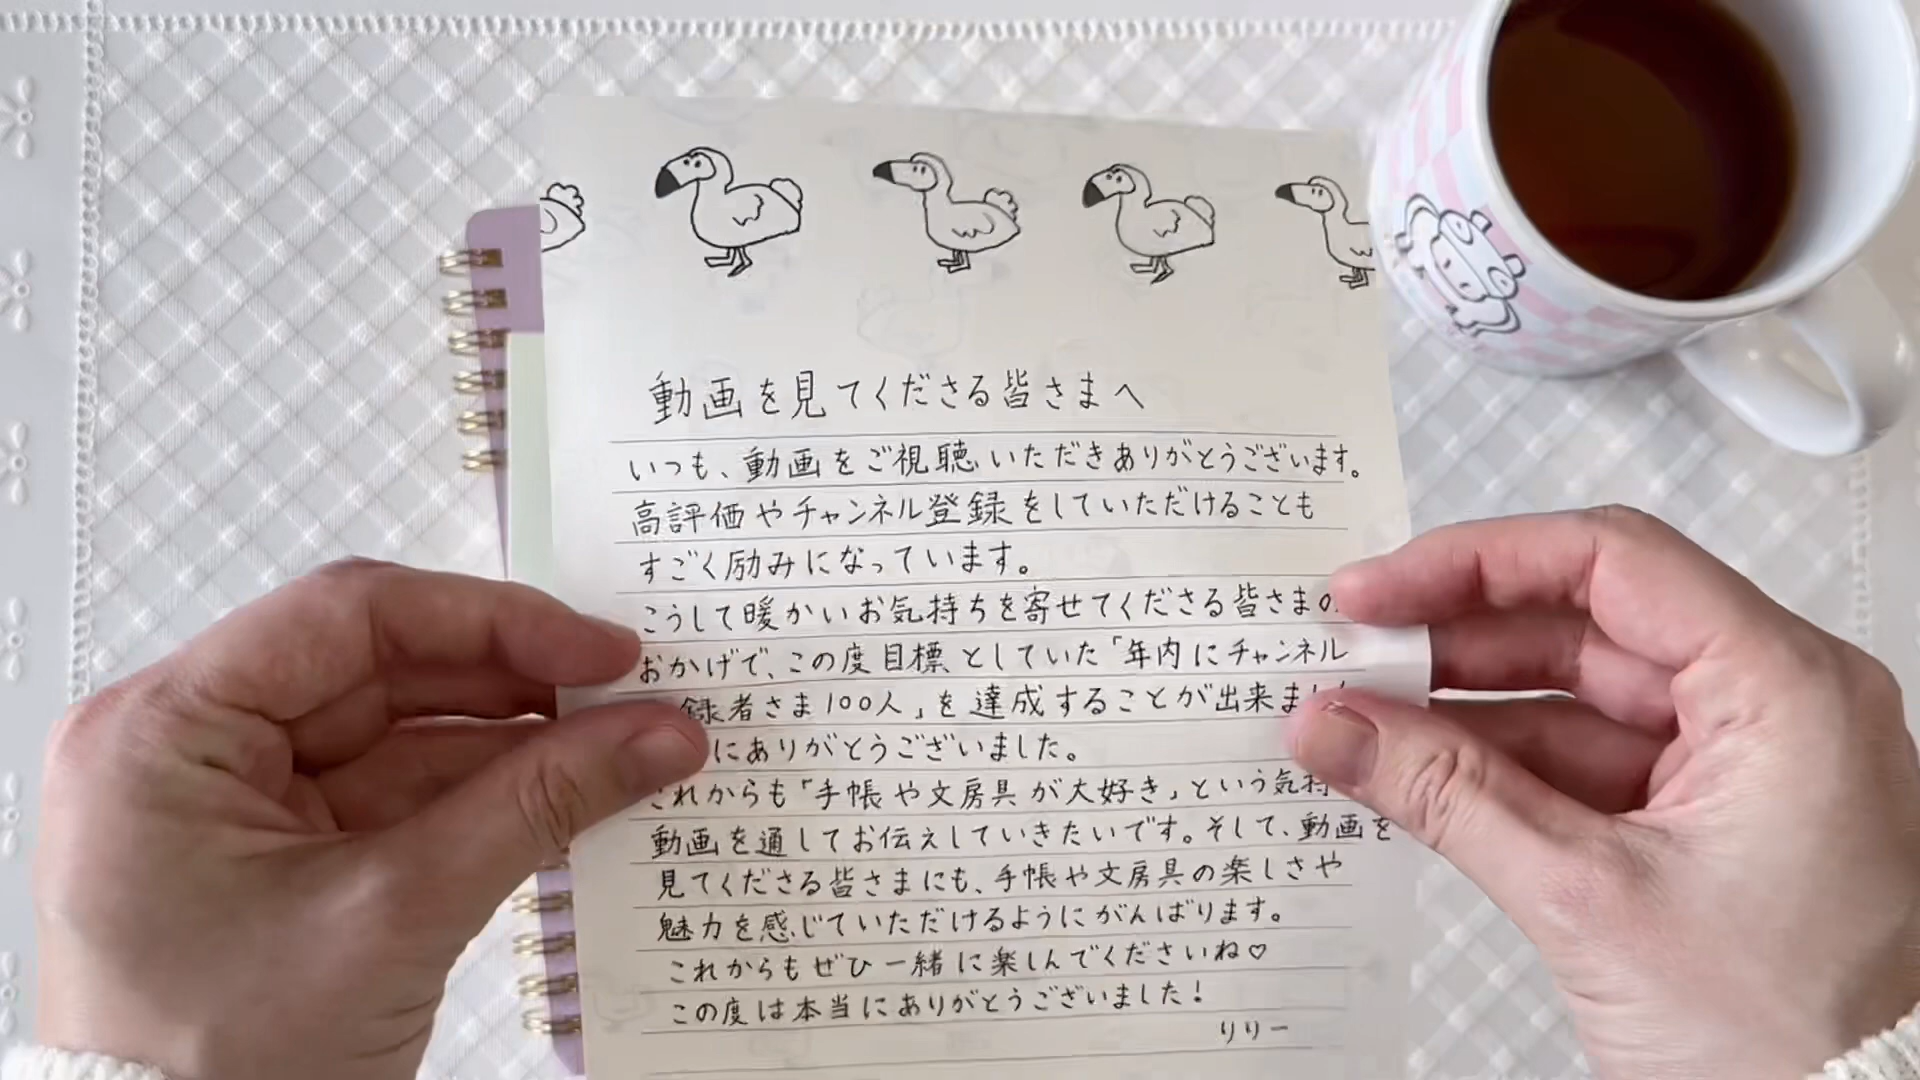 動画を見てくださる皆さまへ
いつも、動画をご視聴いただきありがとうございます。
高評価やチャンネル登録をしていただけることも
すごく励みになっています。
こうして暖かいお気持ちを寄せてくださる皆さまの
おかげで、この度目標としていた「年内にチャンネル
録者さま100人」を達成することが出来まし
にありがとうございました。
これからも「手帳や文房具が大好き」という気持
動画を通してお伝えしていきたいです。そして、動画を
見てくださる皆さまにも、手帳や文房具の楽しさや
魅力を感じていただけるようにがんばります。
これからもぜひ一緒に楽しんでくださいね♡
この度は本当にありがとうございました!
りりー